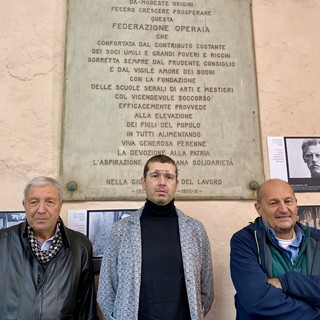 DA MODESTE ORIGINI
FECERO CRESCERE PROSPERARE
QUESTA
FEDERAZIONE OPERAIA
CHE
CONFORTATA DAL CONTRIBUTO COSTANTE
DEI SOCI UMILI E GRANDI POVERI E RICCHI
SORRETTA SEMPRE DAL PRUDENTE CONSIGLIO
E DAL VIGILE AMORE DEI BUONI
CON LA FONDAZIONE
DELLE SCUOLE SERALI DI ARTI E MESTIERI
COL VICENDEVOLE SOCCORSO
EFFICACEMENTE PROVVEDE
ALLA ELEVAZIONE
DEI FIGLI DEL POPOLO
IN TUTTI ALIMENTANDO
VIVA GENEROSA PERENNE
LA DEVOZIONE ALLA PATRIA
L'ASPIRAZIONE ANA SOLIDARIETÀ
NELLA DEL LAVORO